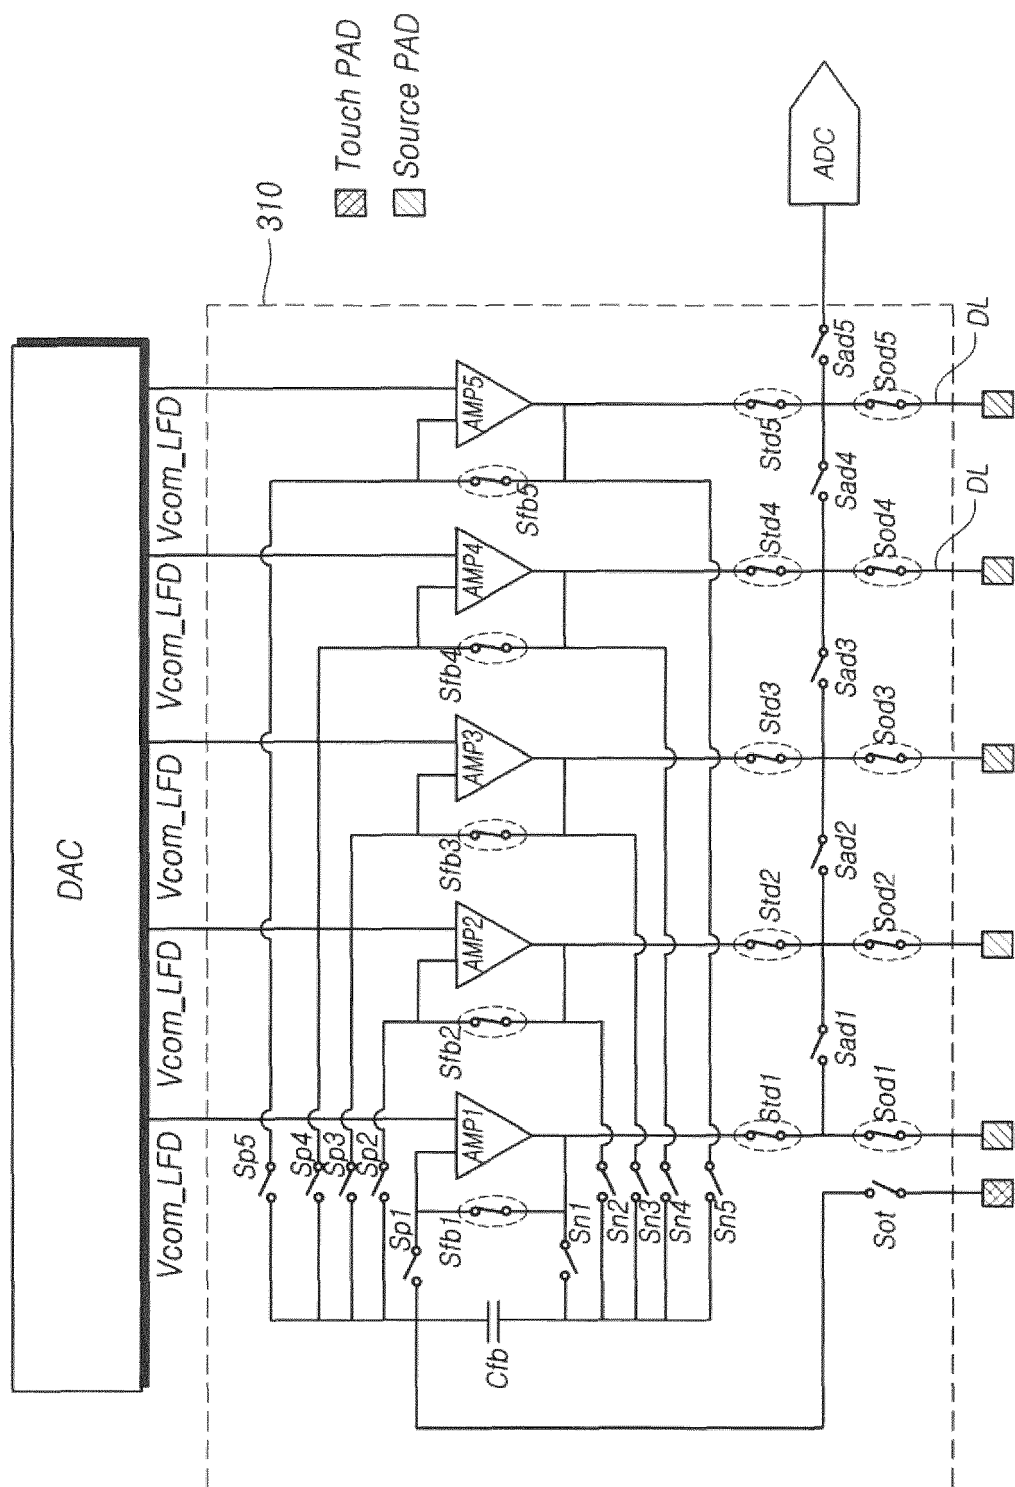 DAC
Vcom_LFD
Vcom_LFD
Vcom_LFD
Vcom_LFD
Vcom_LFD
310
Touch PAD
Source PAD
Sp5
Sp4
Sp3
Sp2
Sp1
Sfb1
Sfb2
Sfb3
Sfb4
Sfb5
AMP1
AMP2
AMP3
AMP4
AMP5
Cfb
Sn1
Sn2
Sn3
Sn4
Sn5
Std1
Std2
Std3
Std4
Std5
Sad1
Sad2
Sad3
Sad4
Sad5
ADC
Sot
Sod1
Sod2
Sod3
Sod4
Sod5
DL
DL